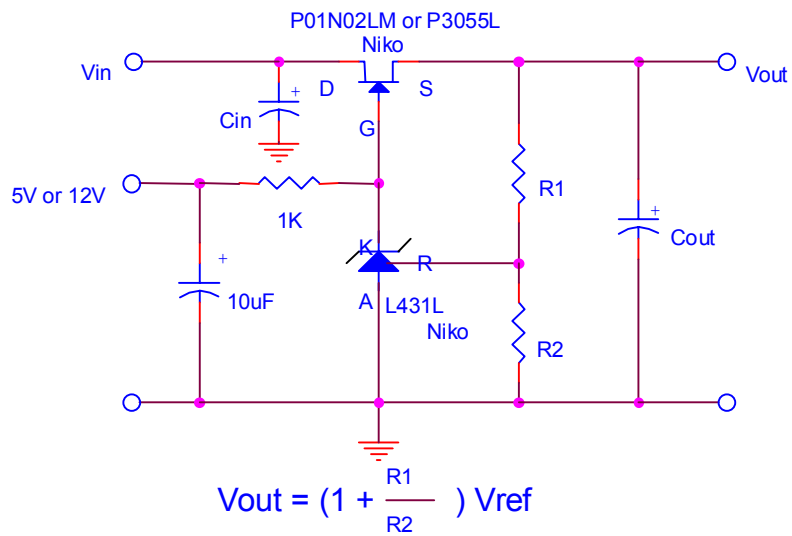 P01N02LM or P3055L
Niko
Vin
D
S
Vout
+
Cin
G
5V or 12V
1K
R1
+
Cout
+
10uF
K
R
A
L431L
Niko
R2
Vout = (1 + R1
R2 ) Vref